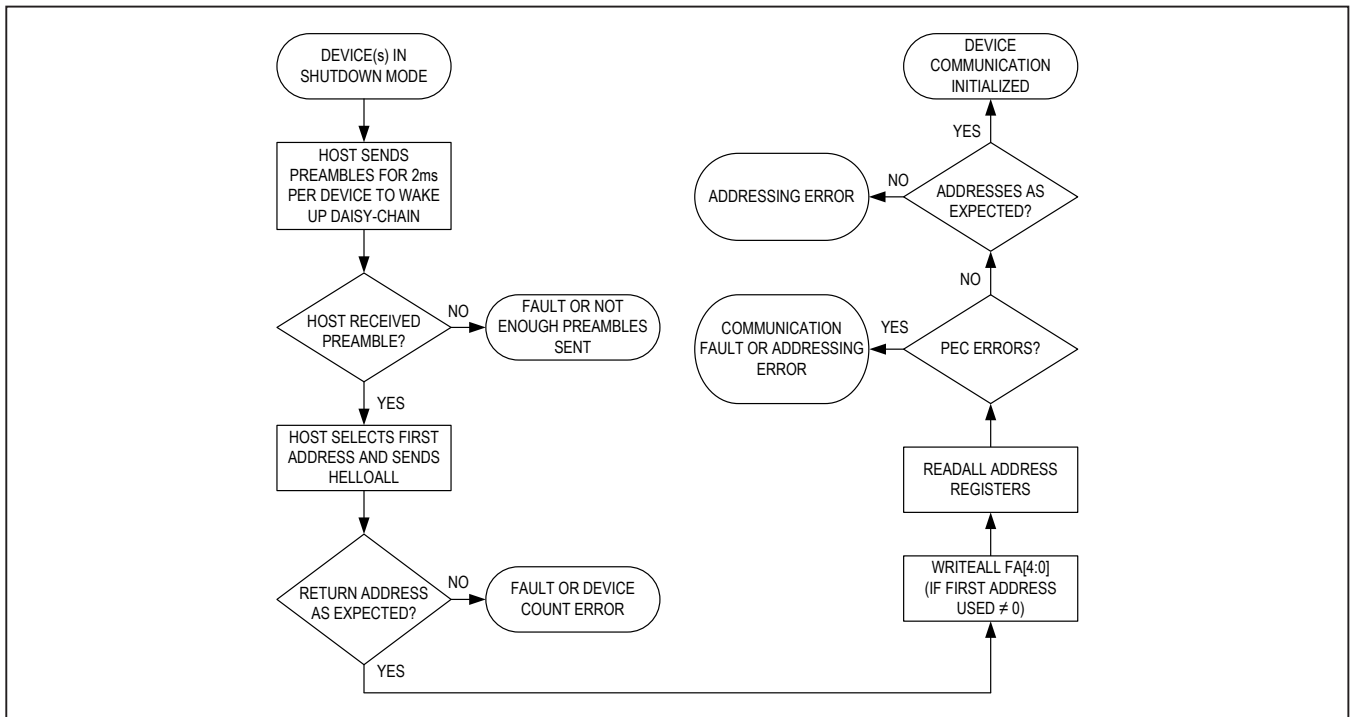 DEVICE(s) IN
SHUTDOWN MODE
HOST SENDS
PREAMBLES FOR 2ms
PER DEVICE TO WAKE
UP DAISY-CHAIN
HOST RECEIVED
PREAMBLE?
NO
FAULT OR NOT
ENOUGH PREAMBLES
SENT
YES
HOST SELECTS FIRST
ADDRESS AND SENDS
HELLOALL
RETURN ADDRESS
AS EXPECTED?
NO
FAULT OR DEVICE
COUNT ERROR
YES
WRITEALL FA[4:0]
(IF FIRST ADDRESS
USED ≠ 0)
READALL ADDRESS
REGISTERS
PEC ERRORS?
YES
COMMUNICATION
FAULT OR ADDRESSING
ERROR
NO
ADDRESSES AS
EXPECTED?
NO
ADDRESSING ERROR
YES
DEVICE
COMMUNICATION
INITIALIZED